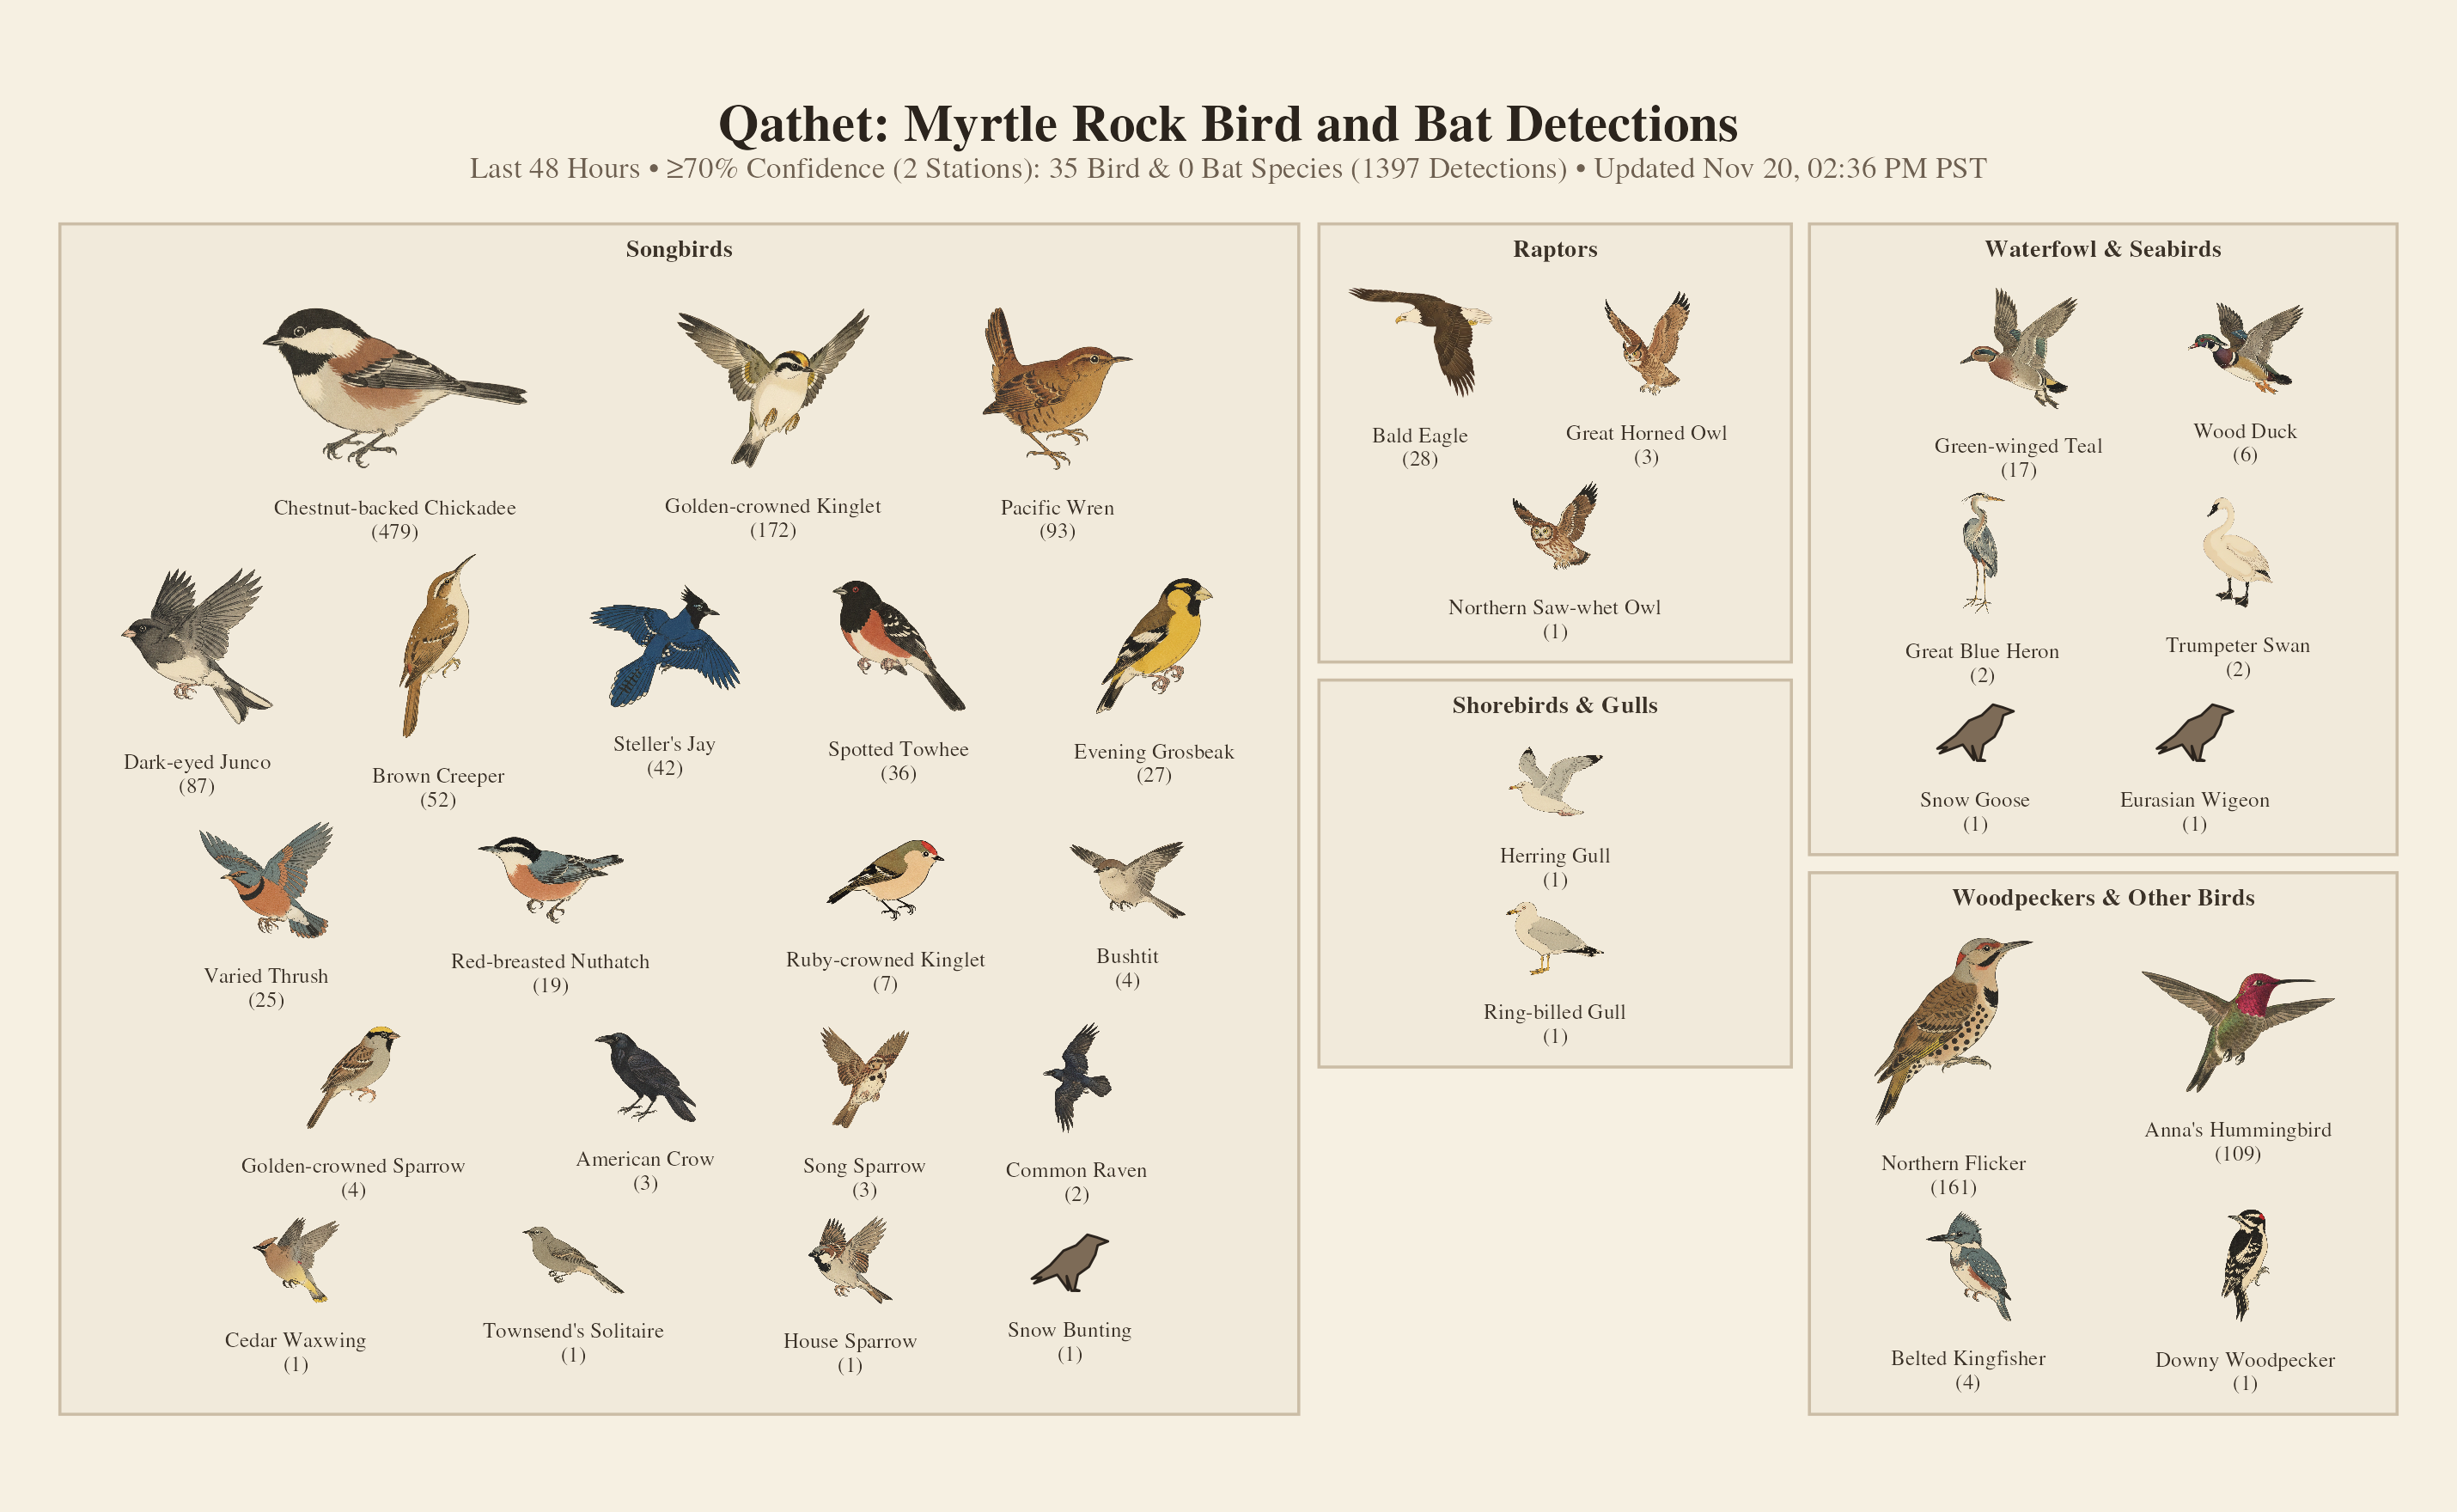 Qathet: Myrtle Rock Bird and Bat Detections
Last 48 Hours • ≥70% Confidence (2 Stations): 35 Bird & 0 Bat Species (1397 Detections) • Updated Nov 20, 02:36 PM PST
Songbirds
Chestnut-backed Chickadee
(479)
Golden-crowned Kinglet
(172)
Pacific Wren
(93)
Dark-eyed Junco
(87)
Brown Creeper
(52)
Steller's Jay
(42)
Spotted Towhee
(36)
Evening Grosbeak
(27)
Varied Thrush
(25)
Red-breasted Nuthatch
(19)
Ruby-crowned Kinglet
(7)
Bushtit
(4)
Golden-crowned Sparrow
(4)
American Crow
(3)
Song Sparrow
(3)
Common Raven
(2)
Cedar Waxwing
(1)
Townsend's Solitaire
(1)
House Sparrow
(1)
Snow Bunting
(1)
Raptors
Bald Eagle
(28)
Great Horned Owl
(3)
Northern Saw-whet Owl
(1)
Shorebirds & Gulls
Herring Gull
(1)
Ring-billed Gull
(1)
Waterfowl & Seabirds
Green-winged Teal
(17)
Wood Duck
(6)
Great Blue Heron
(2)
Trumpeter Swan
(2)
Snow Goose
(1)
Eurasian Wigeon
(1)
Woodpeckers & Other Birds
Northern Flicker
(161)
Anna's Hummingbird
(109)
Belted Kingfisher
(4)
Downy Woodpecker
(1)